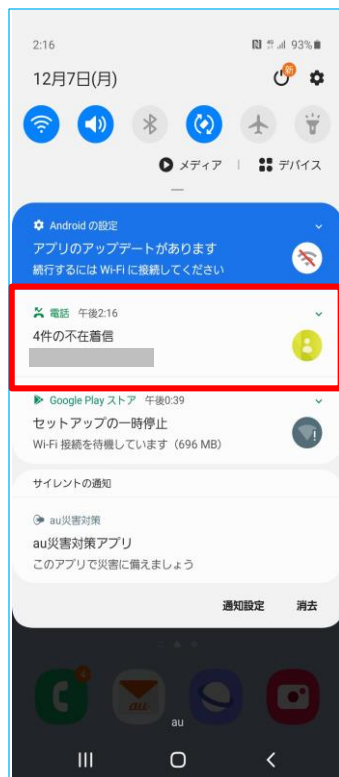 2:16 93%
12月7日(月) 新
メディア | デバイス
Android の設定
アプリのアップデートがあります
続行するには Wi-Fi に接続してください
電話 午後2:16
4件の不在着信
Google Play ストア 午後0:39
セットアップの一時停止
Wi-Fi 接続を待機しています（696 MB）
サイレントの通知
au災害対策
au災害対策アプリ
このアプリで災害に備えましょう
通知設定 消去
4
au
au